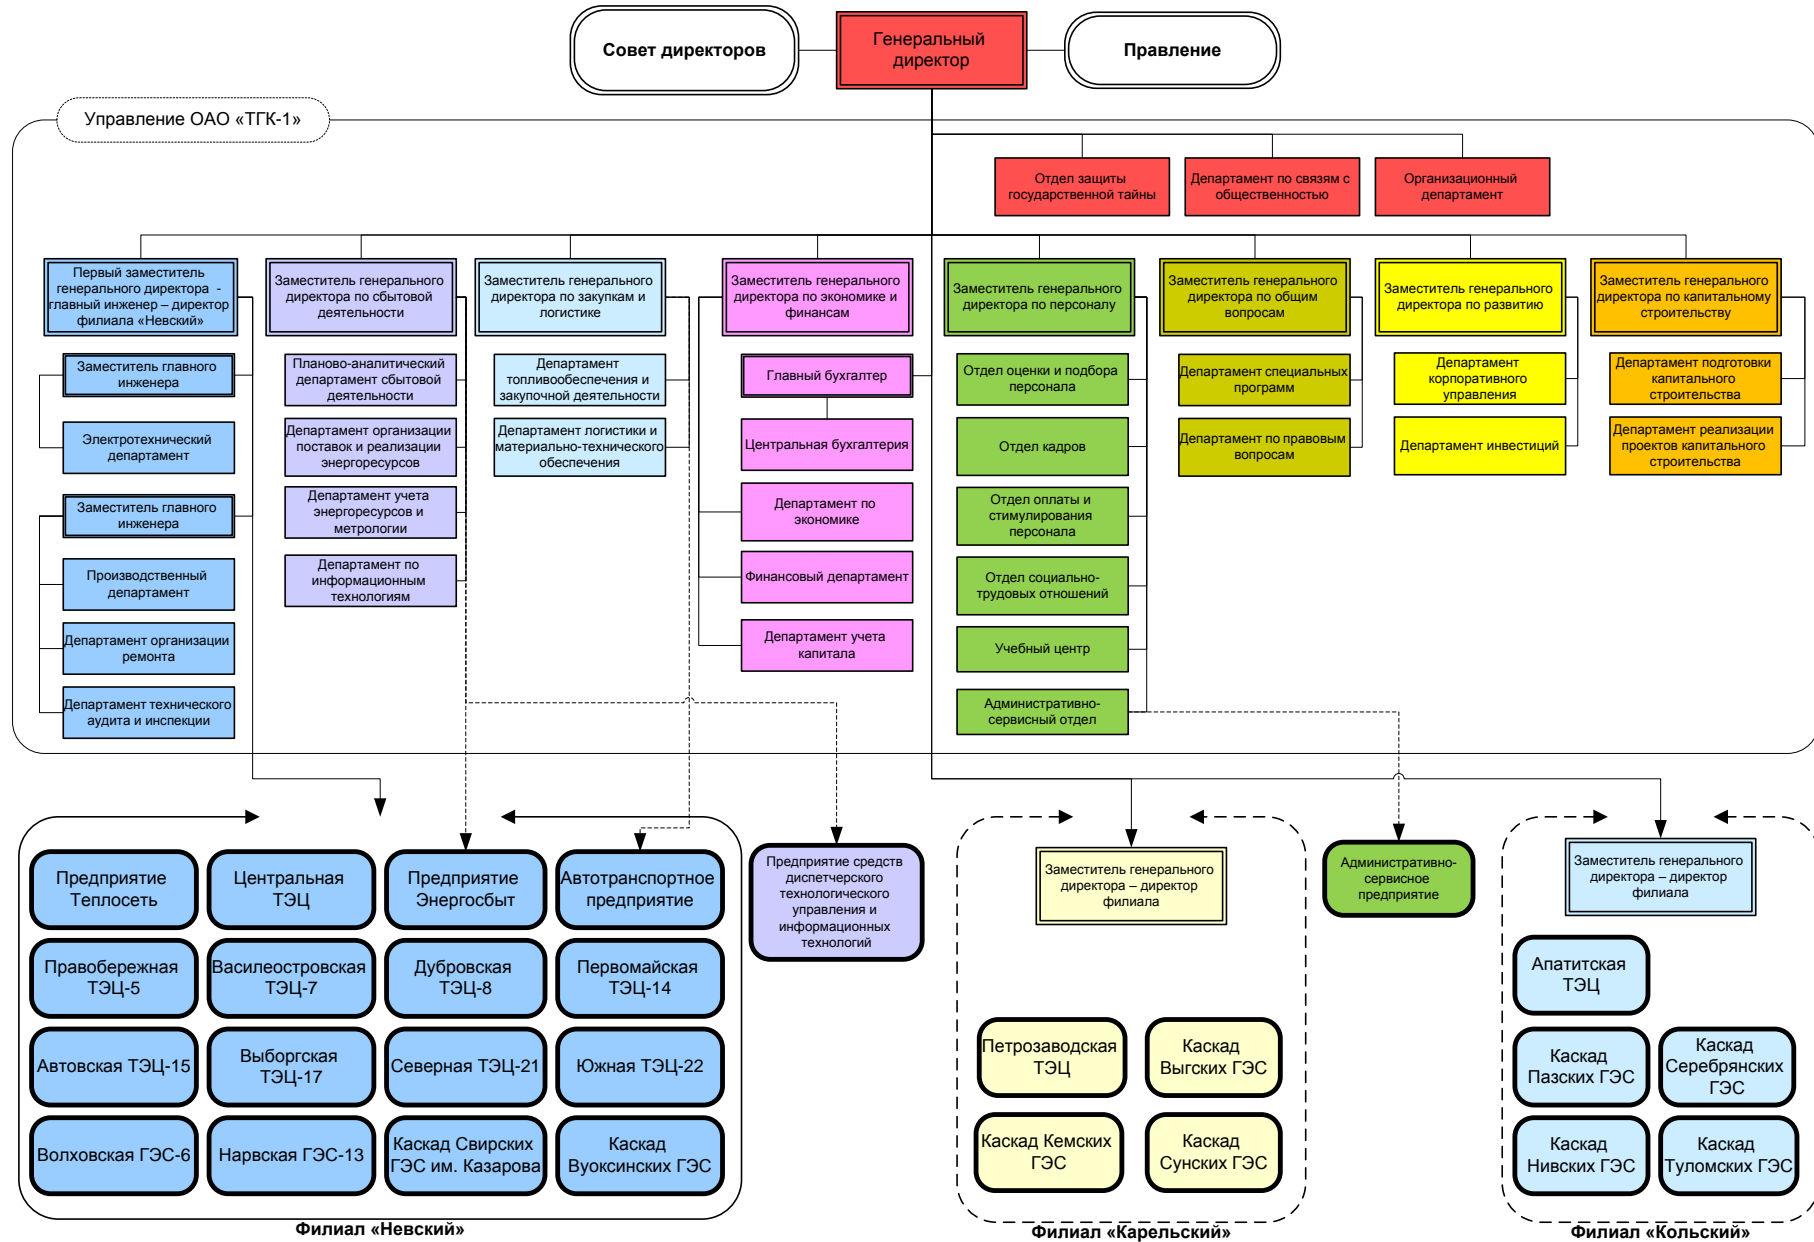 Совет директоров
Генеральный
директор
Правление
Управление ОАО «ТГК-1»
Отдел защиты
государственной тайны
Департамент по связям с
общественностью
Организационный
департамент
Первый заместитель
генерального директора -
главный инженер – директор
филиала «Невский»
Заместитель генерального
директора по сбытовой
деятельности
Заместитель генерального
директора по закупкам и
логистике
Заместитель генерального
директора по экономике и
финансам
Заместитель генерального
директора по персоналу
Заместитель генерального
директора по общим
вопросам
Заместитель генерального
директора по развитию
Заместитель генерального
директора по капитальному
строительству
Заместитель главного
инженера
Электротехнический
департамент
Заместитель главного
инженера
Производственный
департамент
Департамент организации
ремонта
Департамент технического
аудита и инспекции
Планово-аналитический
департамент сбытовой
деятельности
Департамент организации
поставок и реализации
энергоресурсов
Департамент учета
энергоресурсов и
метрологии
Департамент по
информационным
технологиям
Департамент
топливообеспечения и
закупочной деятельности
Департамент логистики и
материально-технического
обеспечения
Главный бухгалтер
Центральная бухгалтерия
Департамент по
экономике
Финансовый департамент
Департамент учета
капитала
Отдел оценки и подбора
персонала
Отдел кадров
Отдел оплаты и
стимулирования
персонала
Отдел социально-
трудовых отношений
Учебный центр
Административно-
сервисный отдел
Департамент специальных
программ
Департамент по правовым
вопросам
Департамент
корпоративного
управления
Департамент инвестиций
Департамент подготовки
капитального
строительства
Департамент реализации
проектов капитального
строительства
Предприятие
Теплосеть
Центральная
ТЭЦ
Предприятие
Энергосбыт
Автотранспортное
предприятие
Правобережная
ТЭЦ-5
Василеостровская
ТЭЦ-7
Дубровская
ТЭЦ-8
Первомайская
ТЭЦ-14
Автовская ТЭЦ-15
Выборгская
ТЭЦ-17
Северная ТЭЦ-21
Южная ТЭЦ-22
Волховская ГЭС-6
Нарвская ГЭС-13
Каскад Свирских
ГЭС им. Казарова
Каскад
Вуоксинских ГЭС
Филиал «Невский»
Предприятие средств
диспетчерского
технологического
управления и
информационных
технологий
Заместитель генерального
директора – директор
филиала
Петрозаводская
ТЭЦ
Каскад
Выгских ГЭС
Каскад Кемских
ГЭС
Каскад
Сунских ГЭС
Филиал «Карельский»
Административно-
сервисное
предприятие
Заместитель генерального
директора – директор
филиала
Апатитская
ТЭЦ
Каскад
Пазских ГЭС
Каскад
Серебрянских
ГЭС
Каскад
Нивских ГЭС
Каскад
Туломских ГЭС
Филиал «Кольский»